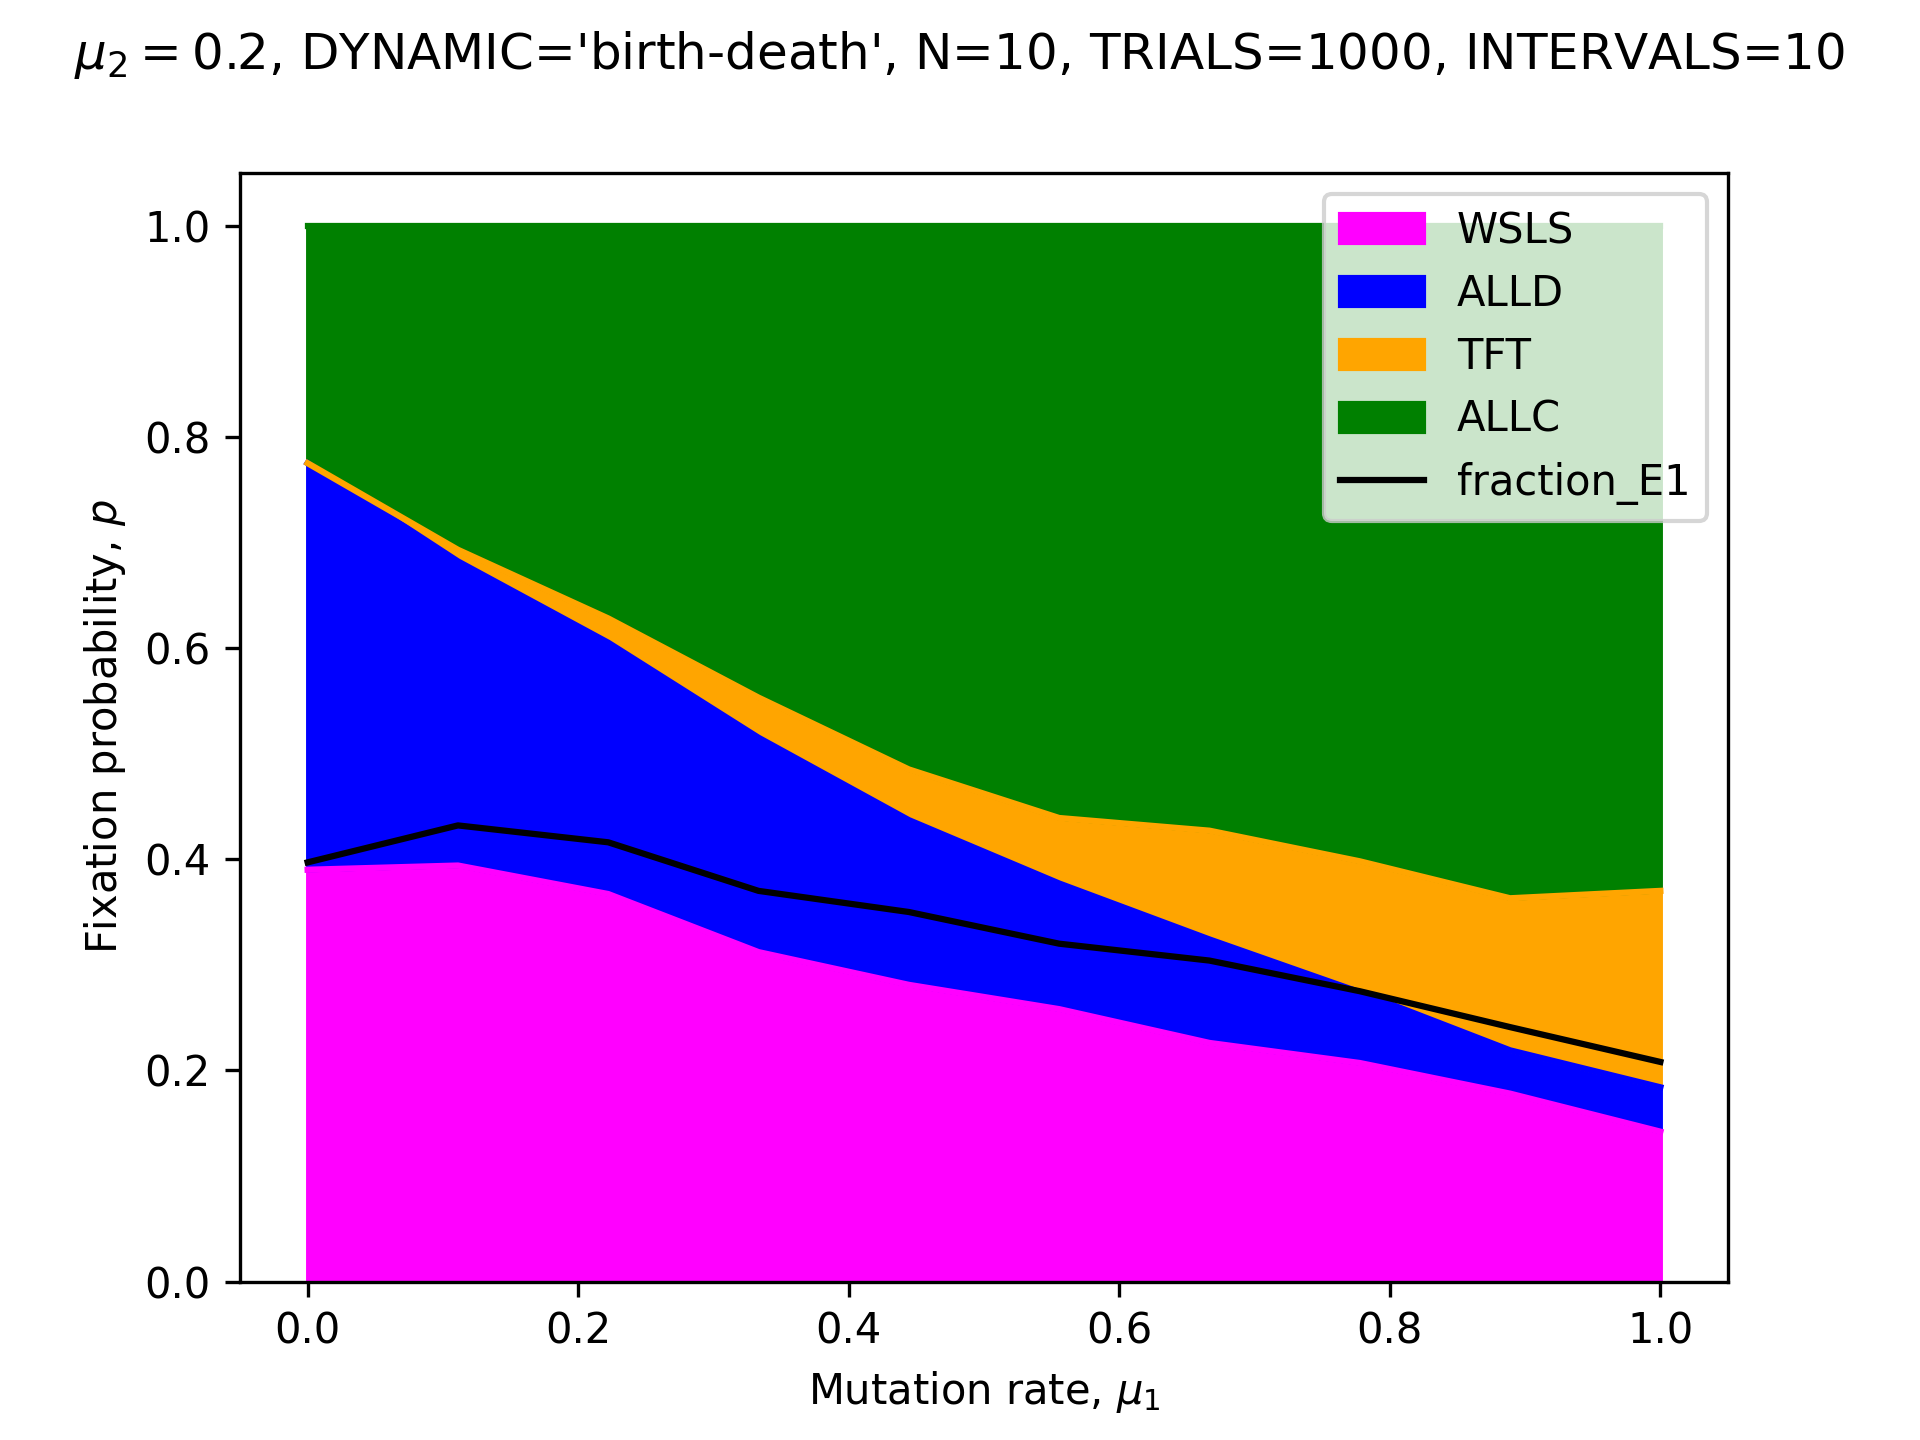 μ₂ = 0.2, DYNAMIC='birth-death', N=10, TRIALS=1000, INTERVALS=10
WSLS
ALLD
TFT
ALLC
fraction_E1
Fixation probability, p
1.0
0.8
0.6
0.4
0.2
0.0
0.0 0.2 0.4 0.6 0.8 1.0
Mutation rate, μ₁